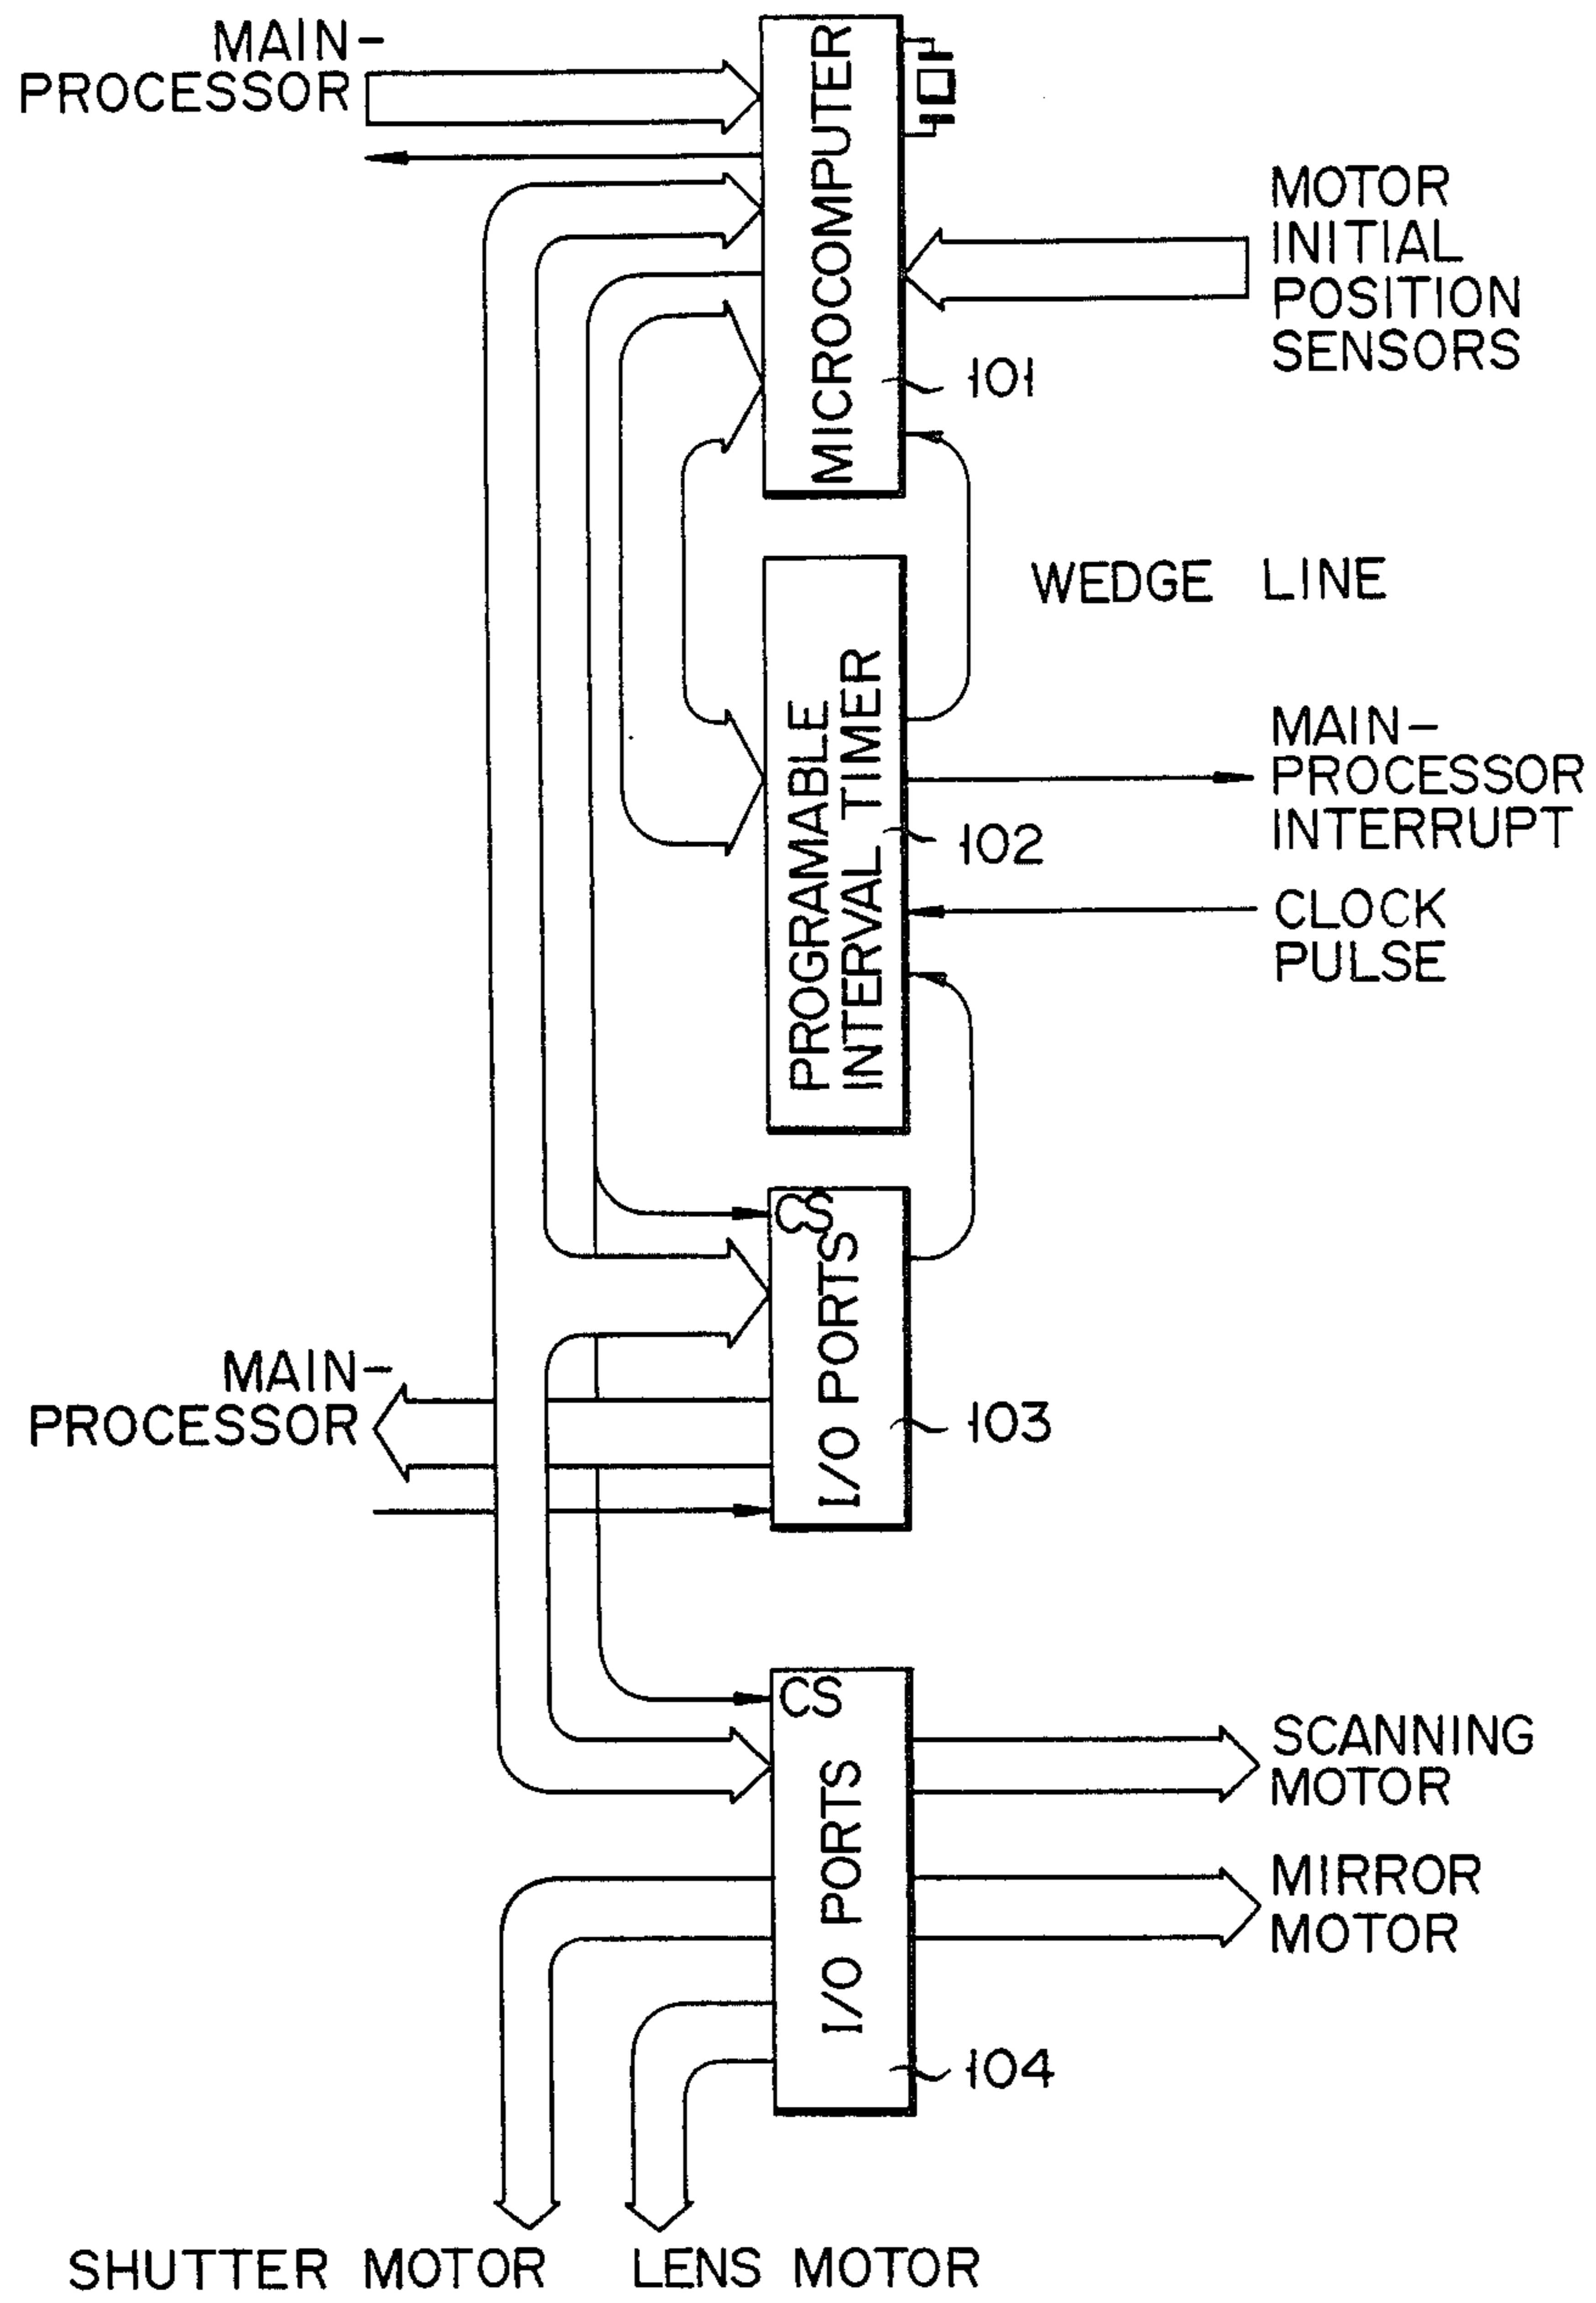 MAIN-
PROCESSOR
MICROCOMPUTER
MOTOR
INITIAL
POSITION
SENSORS
101
WEDGE LINE
PROGRAMABLE
INTERVAL TIMER
102
MAIN-
PROCESSOR
INTERRUPT
CLOCK
PULSE
CS
I/O PORTS
103
MAIN-
PROCESSOR
CS
I/O PORTS
104
SCANNING
MOTOR
MIRROR
MOTOR
SHUTTER MOTOR
LENS MOTOR